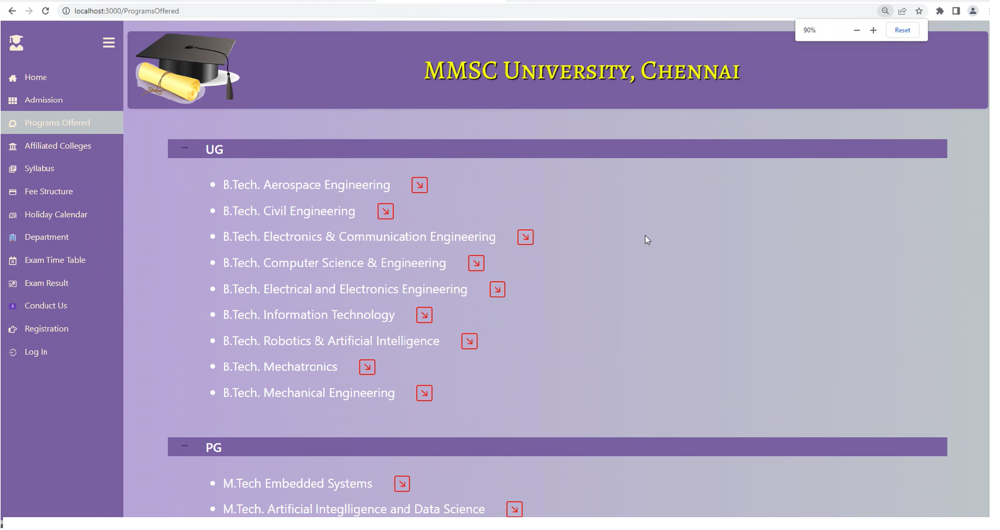 localhost:3000/ProgramsOffered
90%
Reset
MMSC University, Chennai
Home
Admission
Programs Offered
Affiliated Colleges
Syllabus
Fee Structure
Holiday Calendar
Department
Exam Time Table
Exam Result
Conduct Us
Registration
Log In
UG
B.Tech. Aerospace Engineering
B.Tech. Civil Engineering
B.Tech. Electronics & Communication Engineering
B.Tech. Computer Science & Engineering
B.Tech. Electrical and Electronics Engineering
B.Tech. Information Technology
B.Tech. Robotics & Artificial Intelligence
B.Tech. Mechatronics
B.Tech. Mechanical Engineering
PG
M.Tech Embedded Systems
M.Tech. Artificial Integlligence and Data Science